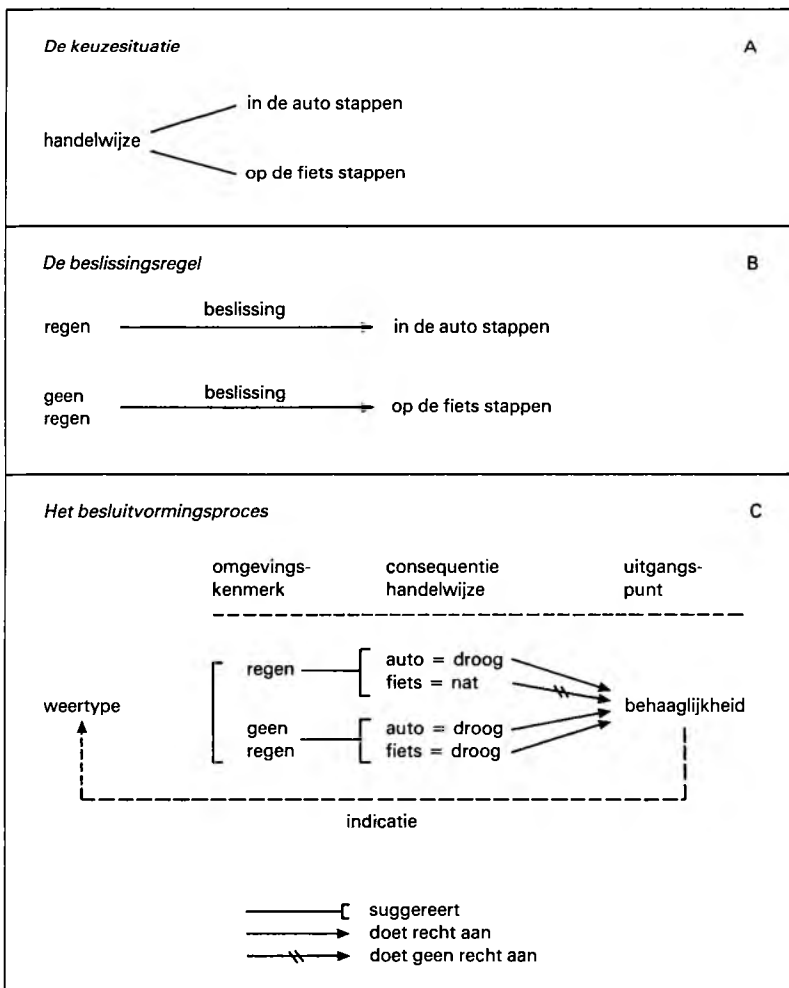 De keuzesituatie A
in de auto stappen
handelwijze
op de fiets stappen
De beslissingsregel B
beslissing
regen in de auto stappen
geen
regen
beslissing
op de fiets stappen
Het besluitvormingsproces C
omgevings-
kenmerk
consequentie
handelwijze
uitgangs-
punt
weertype
regen
auto = droog
fiets = nat
geen
regen
auto = droog
fiets = droog
behaaglijkheid
indicatie
suggereert
doet recht aan
doet geen recht aan